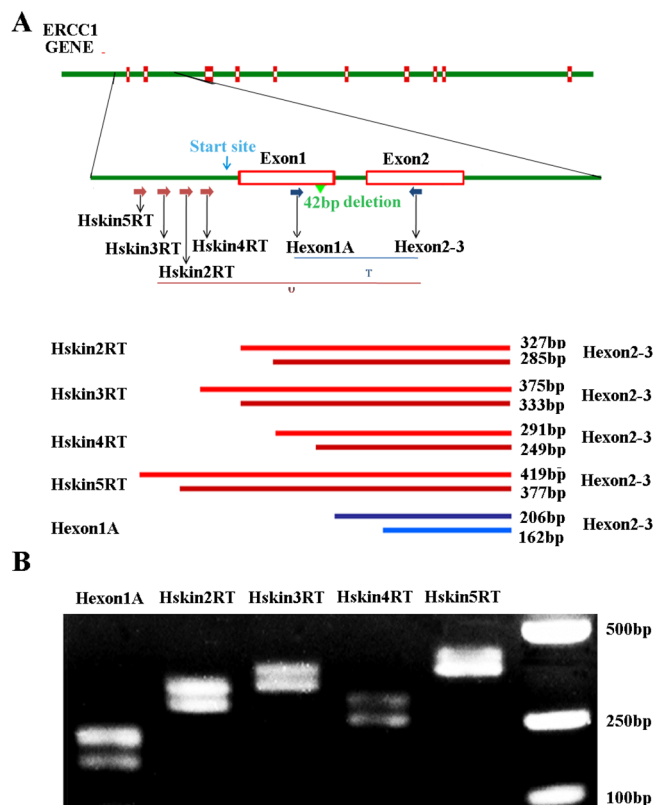 A
ERCC1
GENE
Start site
Exon1
Exon2
42bp deletion
Hskin5RT
Hskin3RT
Hskin4RT
Hskin2RT
Hexon1A
Hexon2-3
T
Hskin2RT
327bp
285bp
Hexon2-3
Hskin3RT
375bp
333bp
Hexon2-3
Hskin4RT
291bp
249bp
Hexon2-3
Hskin5RT
419bp
377bp
Hexon2-3
Hexon1A
206bp
162bp
Hexon2-3
B
Hexon1A Hskin2RT Hskin3RT Hskin4RT Hskin5RT
500bp
250bp
100bp